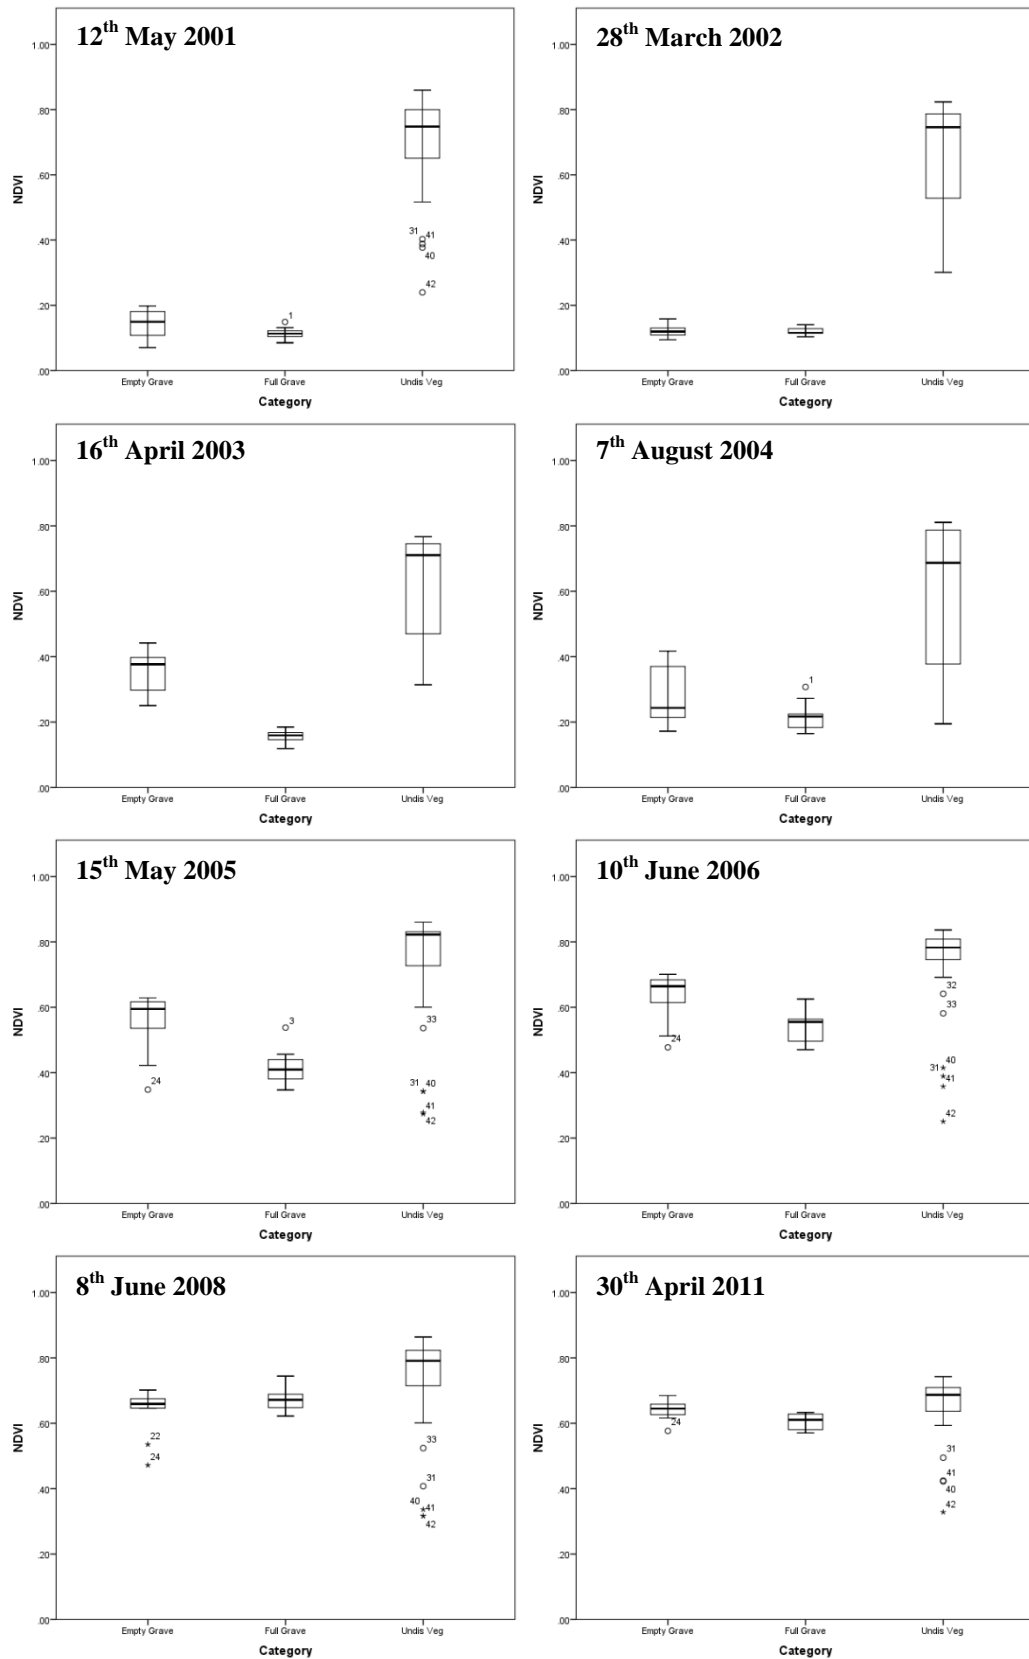 12th May 2001
1.00
.80
.60
.40
.20
.00
NDVI
31 41
40
42
1
Empty Grave Full Grave Undis Veg
Category
28th March 2002
1.00
.80
.60
.40
.20
.00
NDVI
Empty Grave Full Grave Undis Veg
Category
16th April 2003
1.00
.80
.60
.40
.20
.00
NDVI
Empty Grave Full Grave Undis Veg
Category
7th August 2004
1.00
.80
.60
.40
.20
.00
NDVI
1
Empty Grave Full Grave Undis Veg
Category
15th May 2005
1.00
.80
.60
.40
.20
.00
NDVI
3
33
24
31 40
41
42
Empty Grave Full Grave Undis Veg
Category
10th June 2006
1.00
.80
.60
.40
.20
.00
NDVI
32
33
24
40
31
41
42
Empty Grave Full Grave Undis Veg
Category
8th June 2008
1.00
.80
.60
.40
.20
.00
NDVI
22
33
24
31
40
41
42
Empty Grave Full Grave Undis Veg
Category
30th April 2011
1.00
.80
.60
.40
.20
.00
NDVI
24
31
41
40
42
Empty Grave Full Grave Undis Veg
Category